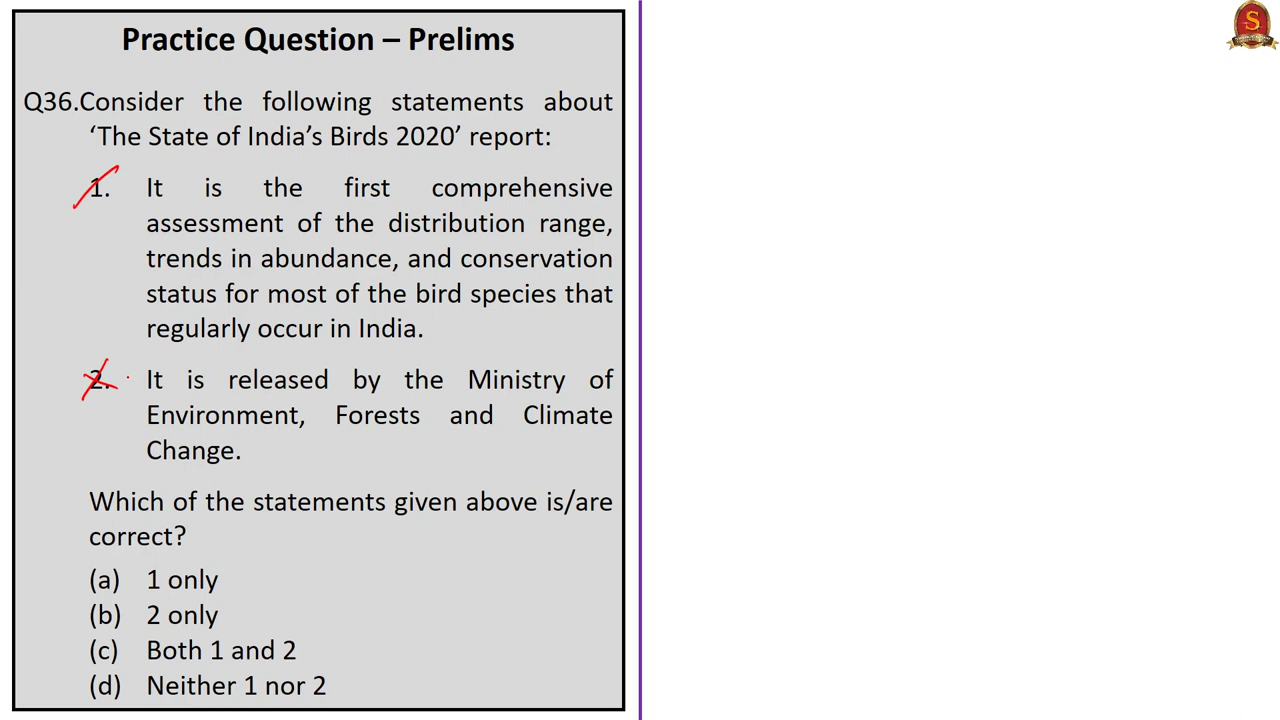 Practice Question – Prelims
Q36.Consider the following statements about
‘The State of India’s Birds 2020’ report:
1. It is the first comprehensive
assessment of the distribution range,
trends in abundance, and conservation
status for most of the bird species that
regularly occur in India.
2. It is released by the Ministry of
Environment, Forests and Climate
Change.
Which of the statements given above is/are
correct?
(a) 1 only
(b) 2 only
(c) Both 1 and 2
(d) Neither 1 nor 2
S